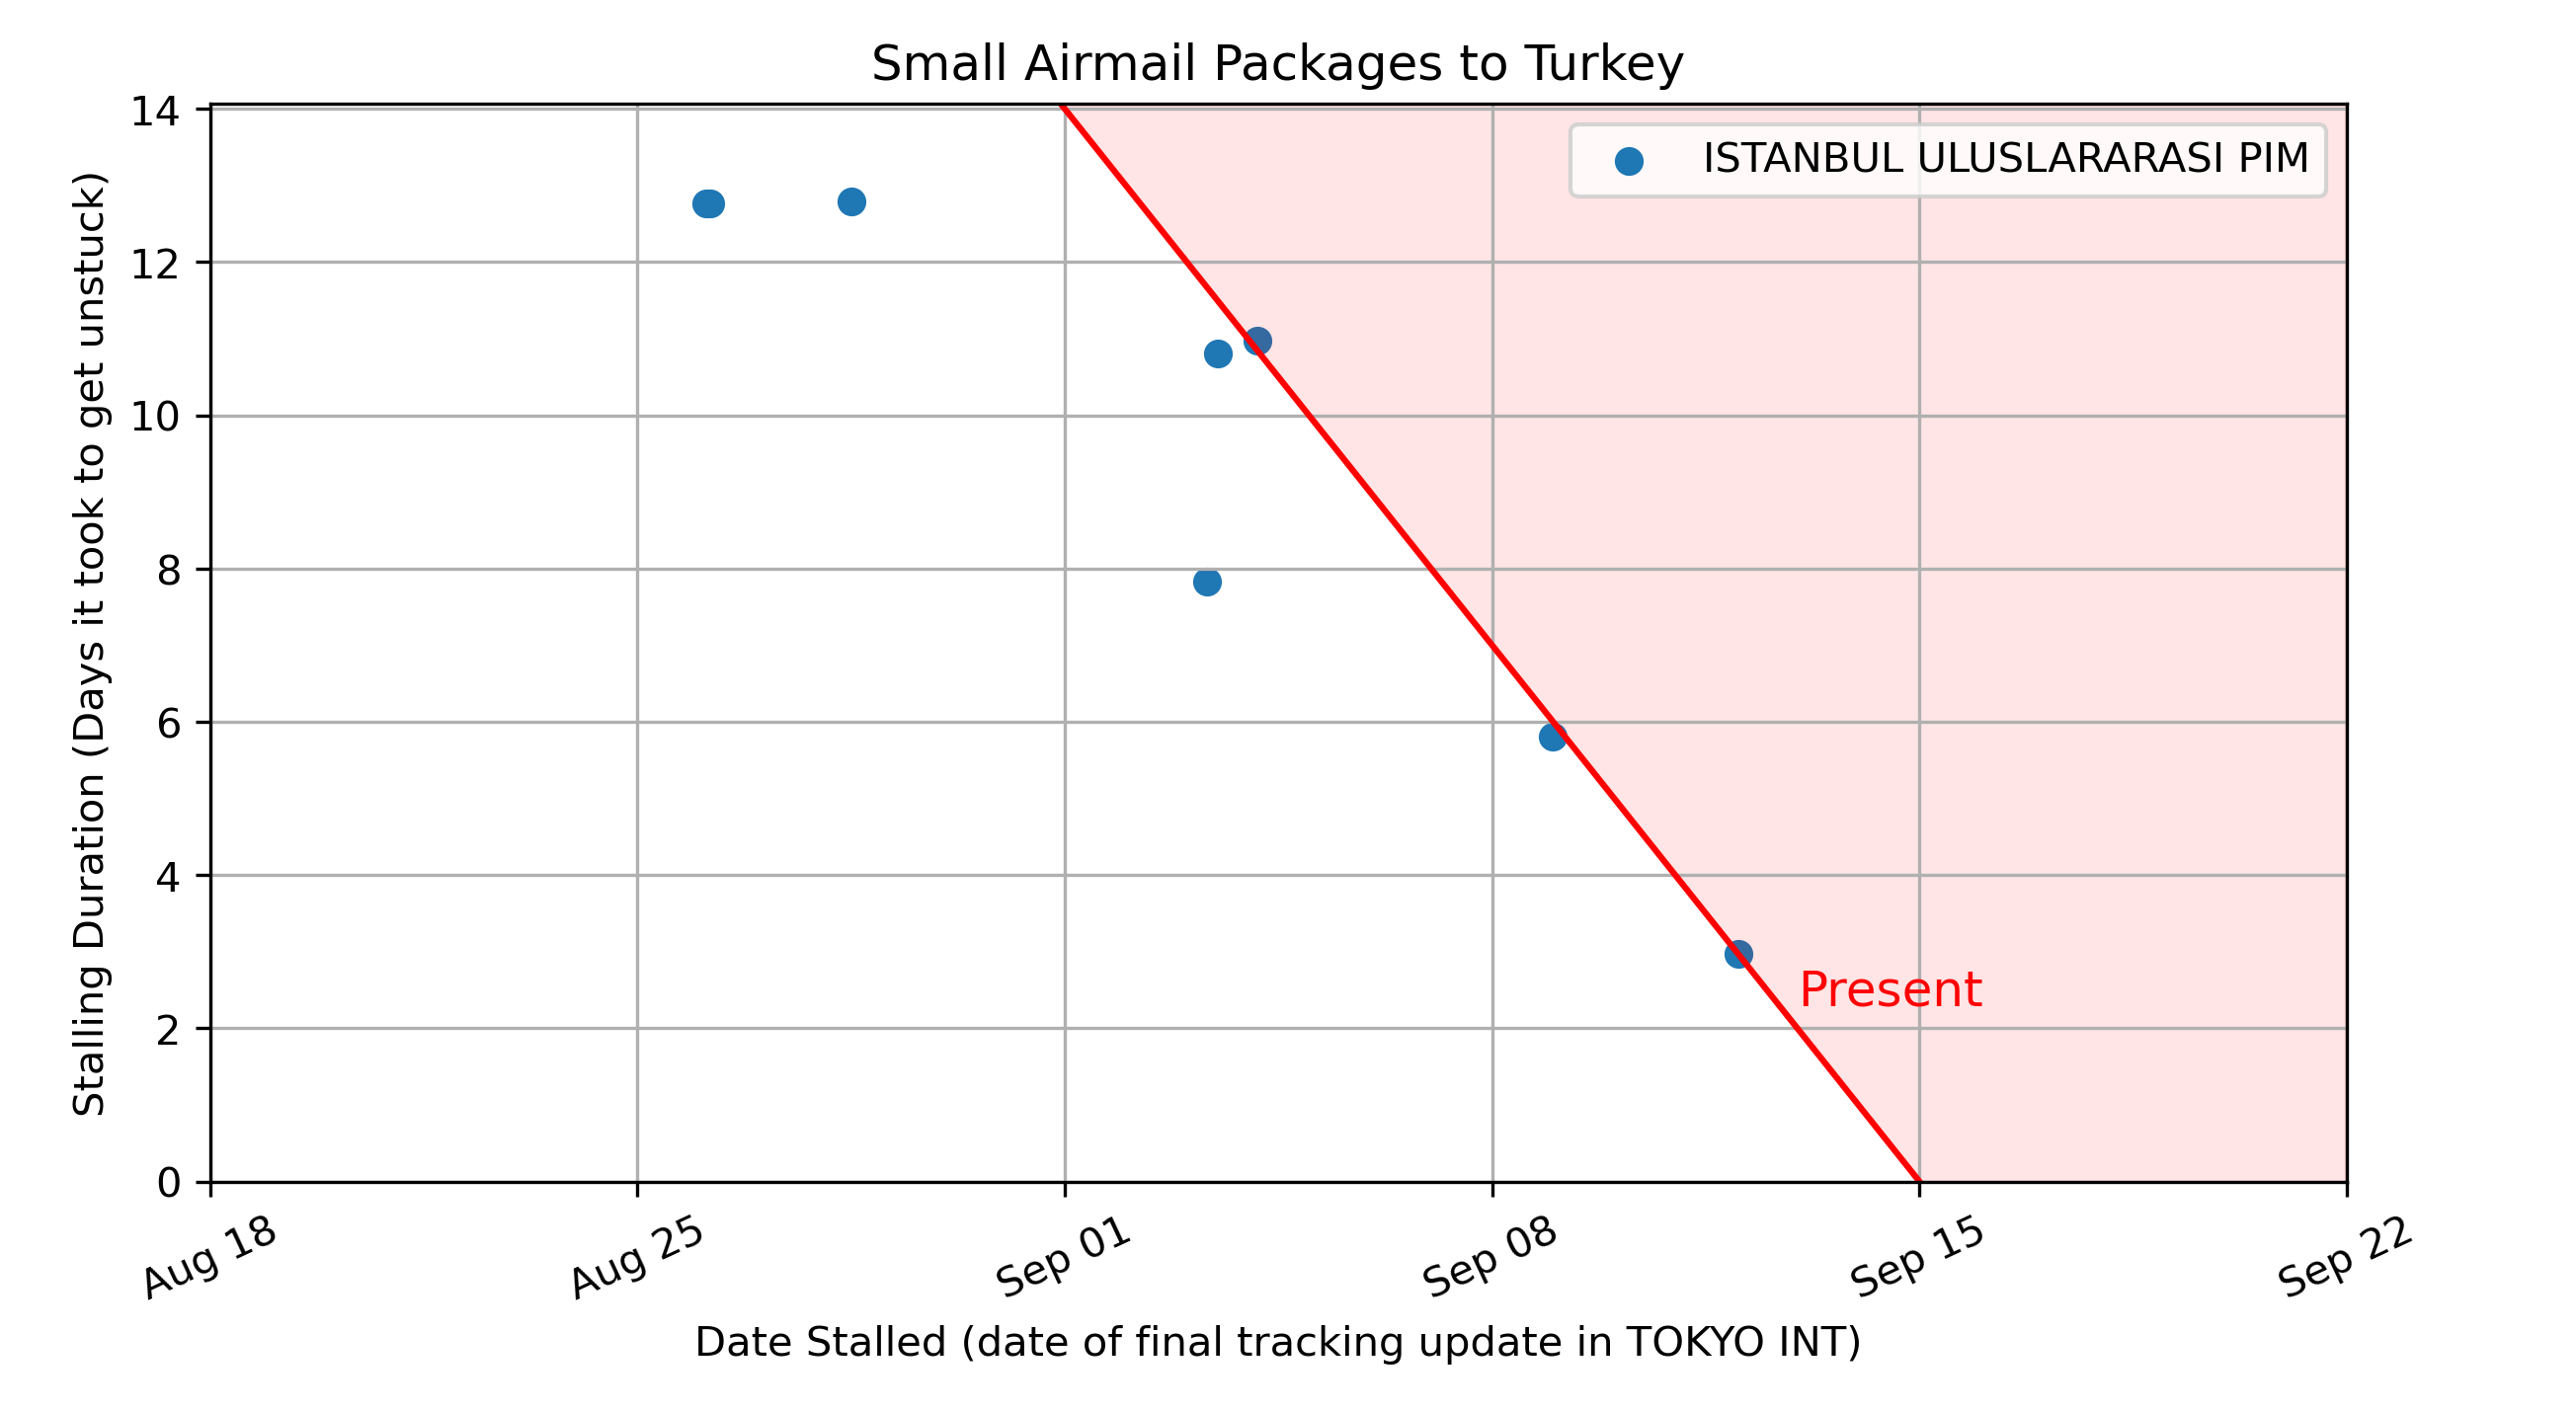 Small Airmail Packages to Turkey
ISTANBUL ULUSLARARASI PIM
Stalling Duration (Days it took to get unstuck)
14
12
10
8
6
4
2
0
Present
Aug 18
Aug 25
Sep 01
Sep 08
Sep 15
Sep 22
Date Stalled (date of final tracking update in TOKYO INT)